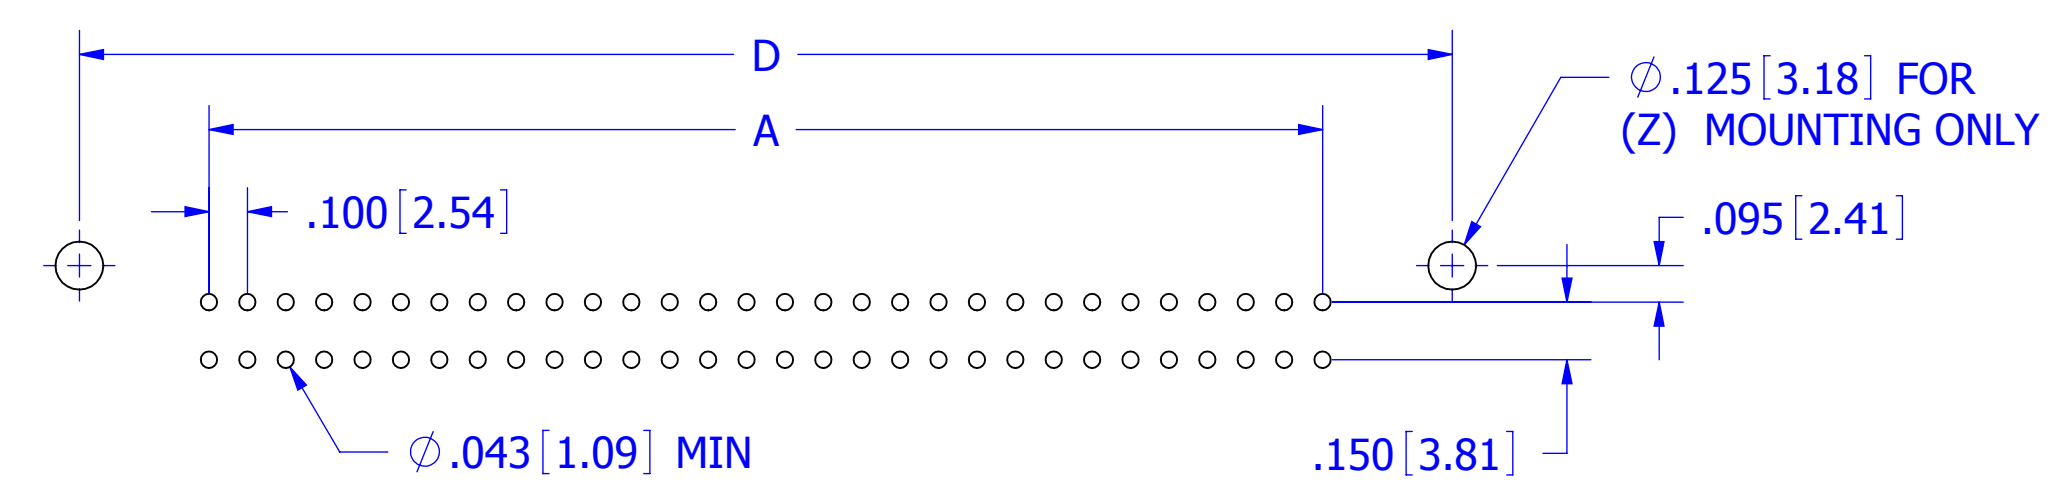 D
∅.125[3.18] FOR
(Z) MOUNTING ONLY
A
.100[2.54]
.095[2.41]
∅.043[1.09] MIN
.150[3.81]